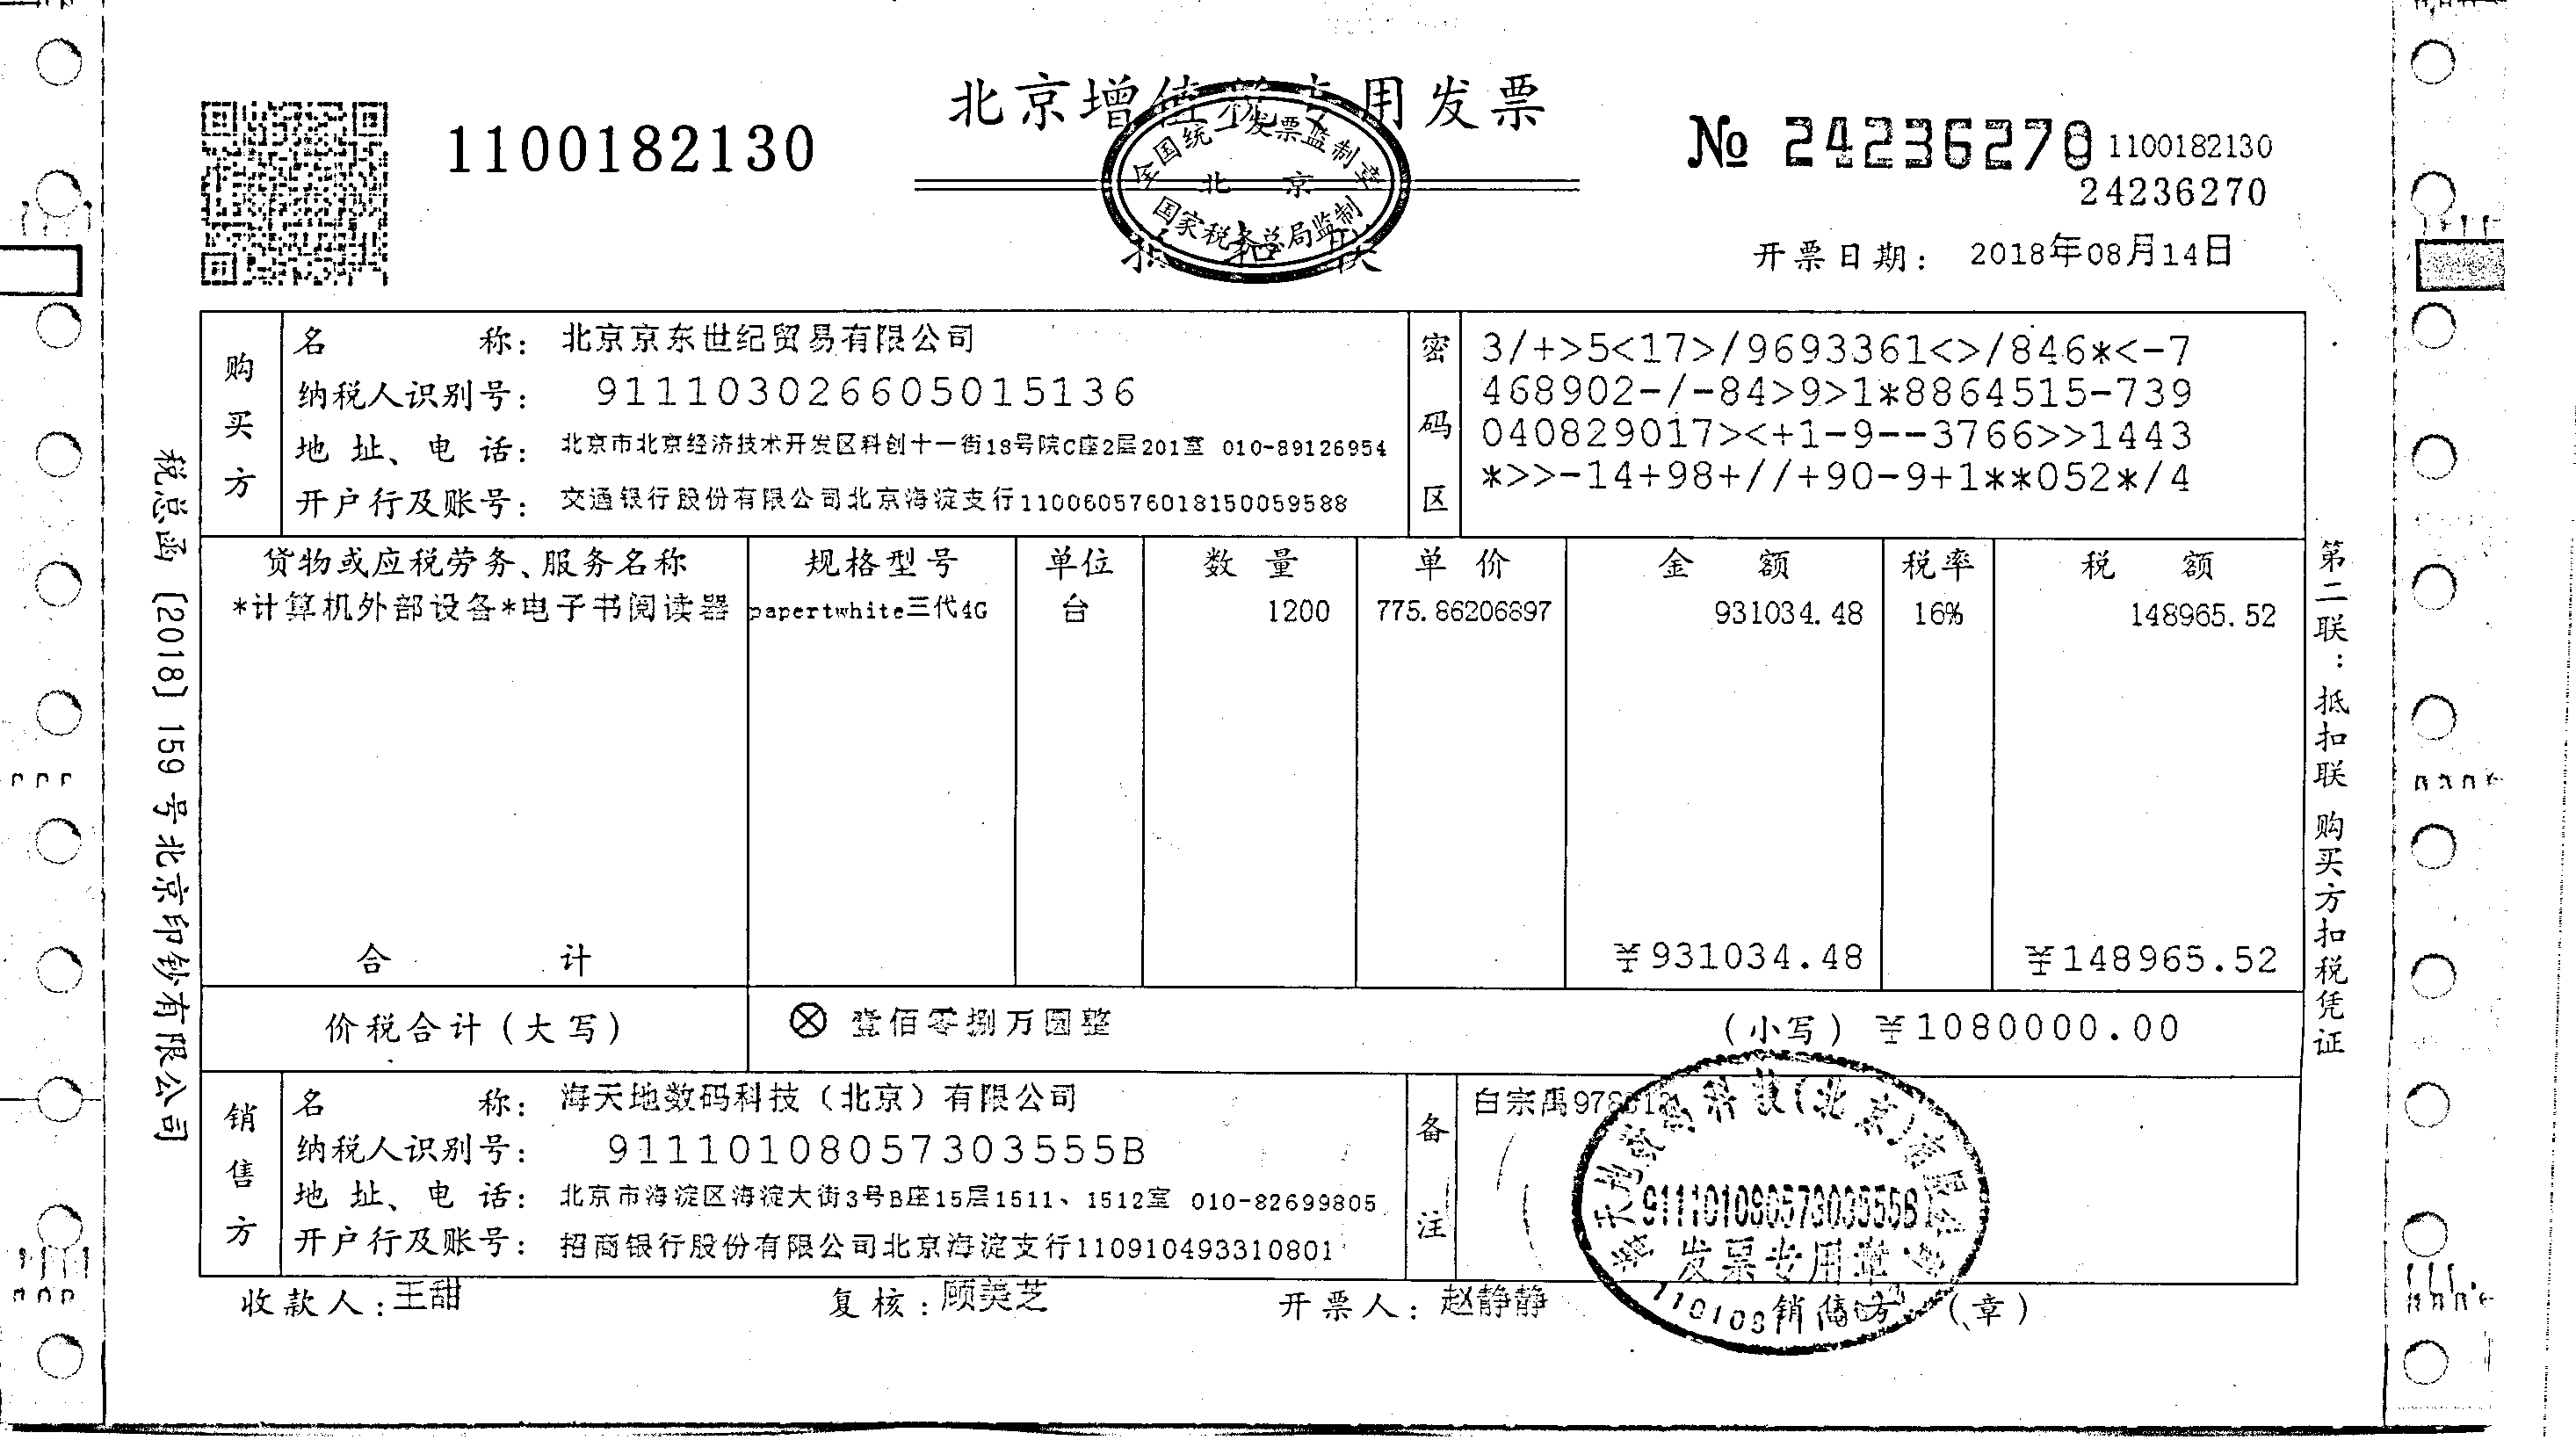 北京增值税专用发票
1100182130
№ 24236270
1100182130
24236270
全国统一发票监制章
北京
国家税务总局监制
抵扣联
开票日期: 2018年08月14日
购买方
名称: 北京京东世纪贸易有限公司
纳税人识别号: 911103026605015136
地址、电话: 北京市北京经济技术开发区科创十一街18号院C座2层201室 010-89126954
开户行及账号: 交通银行股份有限公司北京海淀支行110060576018150059588
密码区
3/+>5<17>/9693361<>/846*<-7
468902-/-84>9>1*8864515-739
040829017><+1-9--3766>>1443
*>>-14+98+//+90-9+1**052*/4
货物或应税劳务、服务名称 规格型号 单位 数量 单价 金额 税率 税额
*计算机外部设备*电子书阅读器 papertwhite三代4G 台 1200 775.86206897 931034.48 16% 148965.52
合计 ¥931034.48 ¥148965.52
价税合计(大写) ⊗壹佰零捌万圆整 (小写) ¥1080000.00
销售方
名称: 海天地数码科技(北京)有限公司
纳税人识别号: 91110108057303555B
地址、电话: 北京市海淀区海淀大街3号B座15层1511、1512室 010-82699805
开户行及账号: 招商银行股份有限公司北京海淀支行110910493310801
备注
白宗禹
海天地数码科技(北京)有限公司
91110108057303555B
发票专用章
收款人:王甜 复核:顾美芝 开票人: 赵静静 销售方(章)
税总函[2018]159号北京印钞有限公司
第二联:抵扣联 购买方扣税凭证